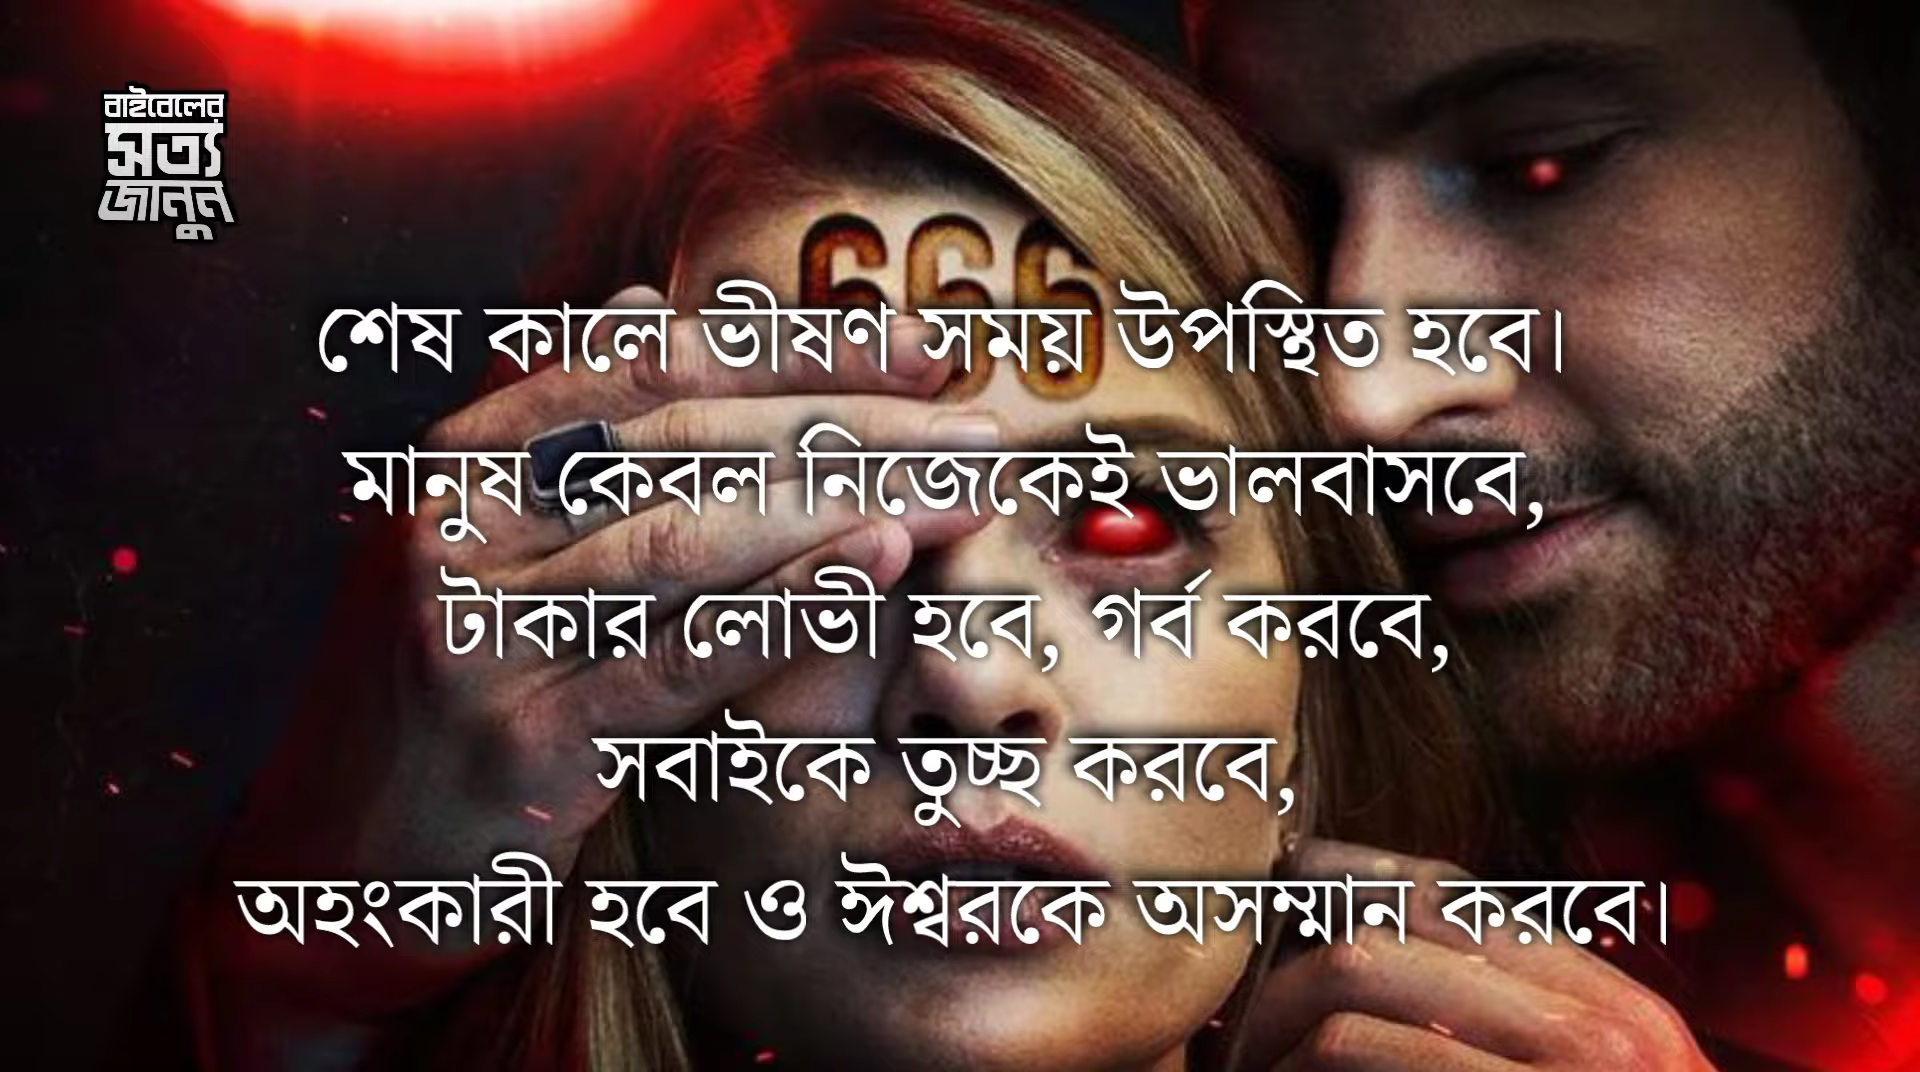 বাইবেলের
সত্য
জানুন
666
শেষ কালে ভীষণ সময় উপস্থিত হবে।
মানুষ কেবল নিজেকেই ভালবাসবে,
টাকার লোভী হবে, গর্ব করবে,
সবাইকে তুচ্ছ করবে,
অহংকারী হবে ও ঈশ্বরকে অসম্মান করবে।